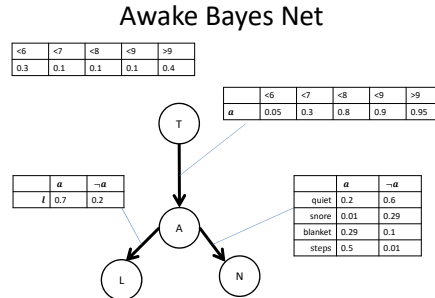 Awake Bayes Net
<6 <7 <8 <9 >9
0.3 0.1 0.1 0.1 0.4
<6 <7 <8 <9 >9
a 0.05 0.3 0.8 0.9 0.95
T
a ¬a
l 0.7 0.2
a ¬a
quiet 0.2 0.6
snore 0.01 0.29
blanket 0.29 0.1
steps 0.5 0.01
A
L
N